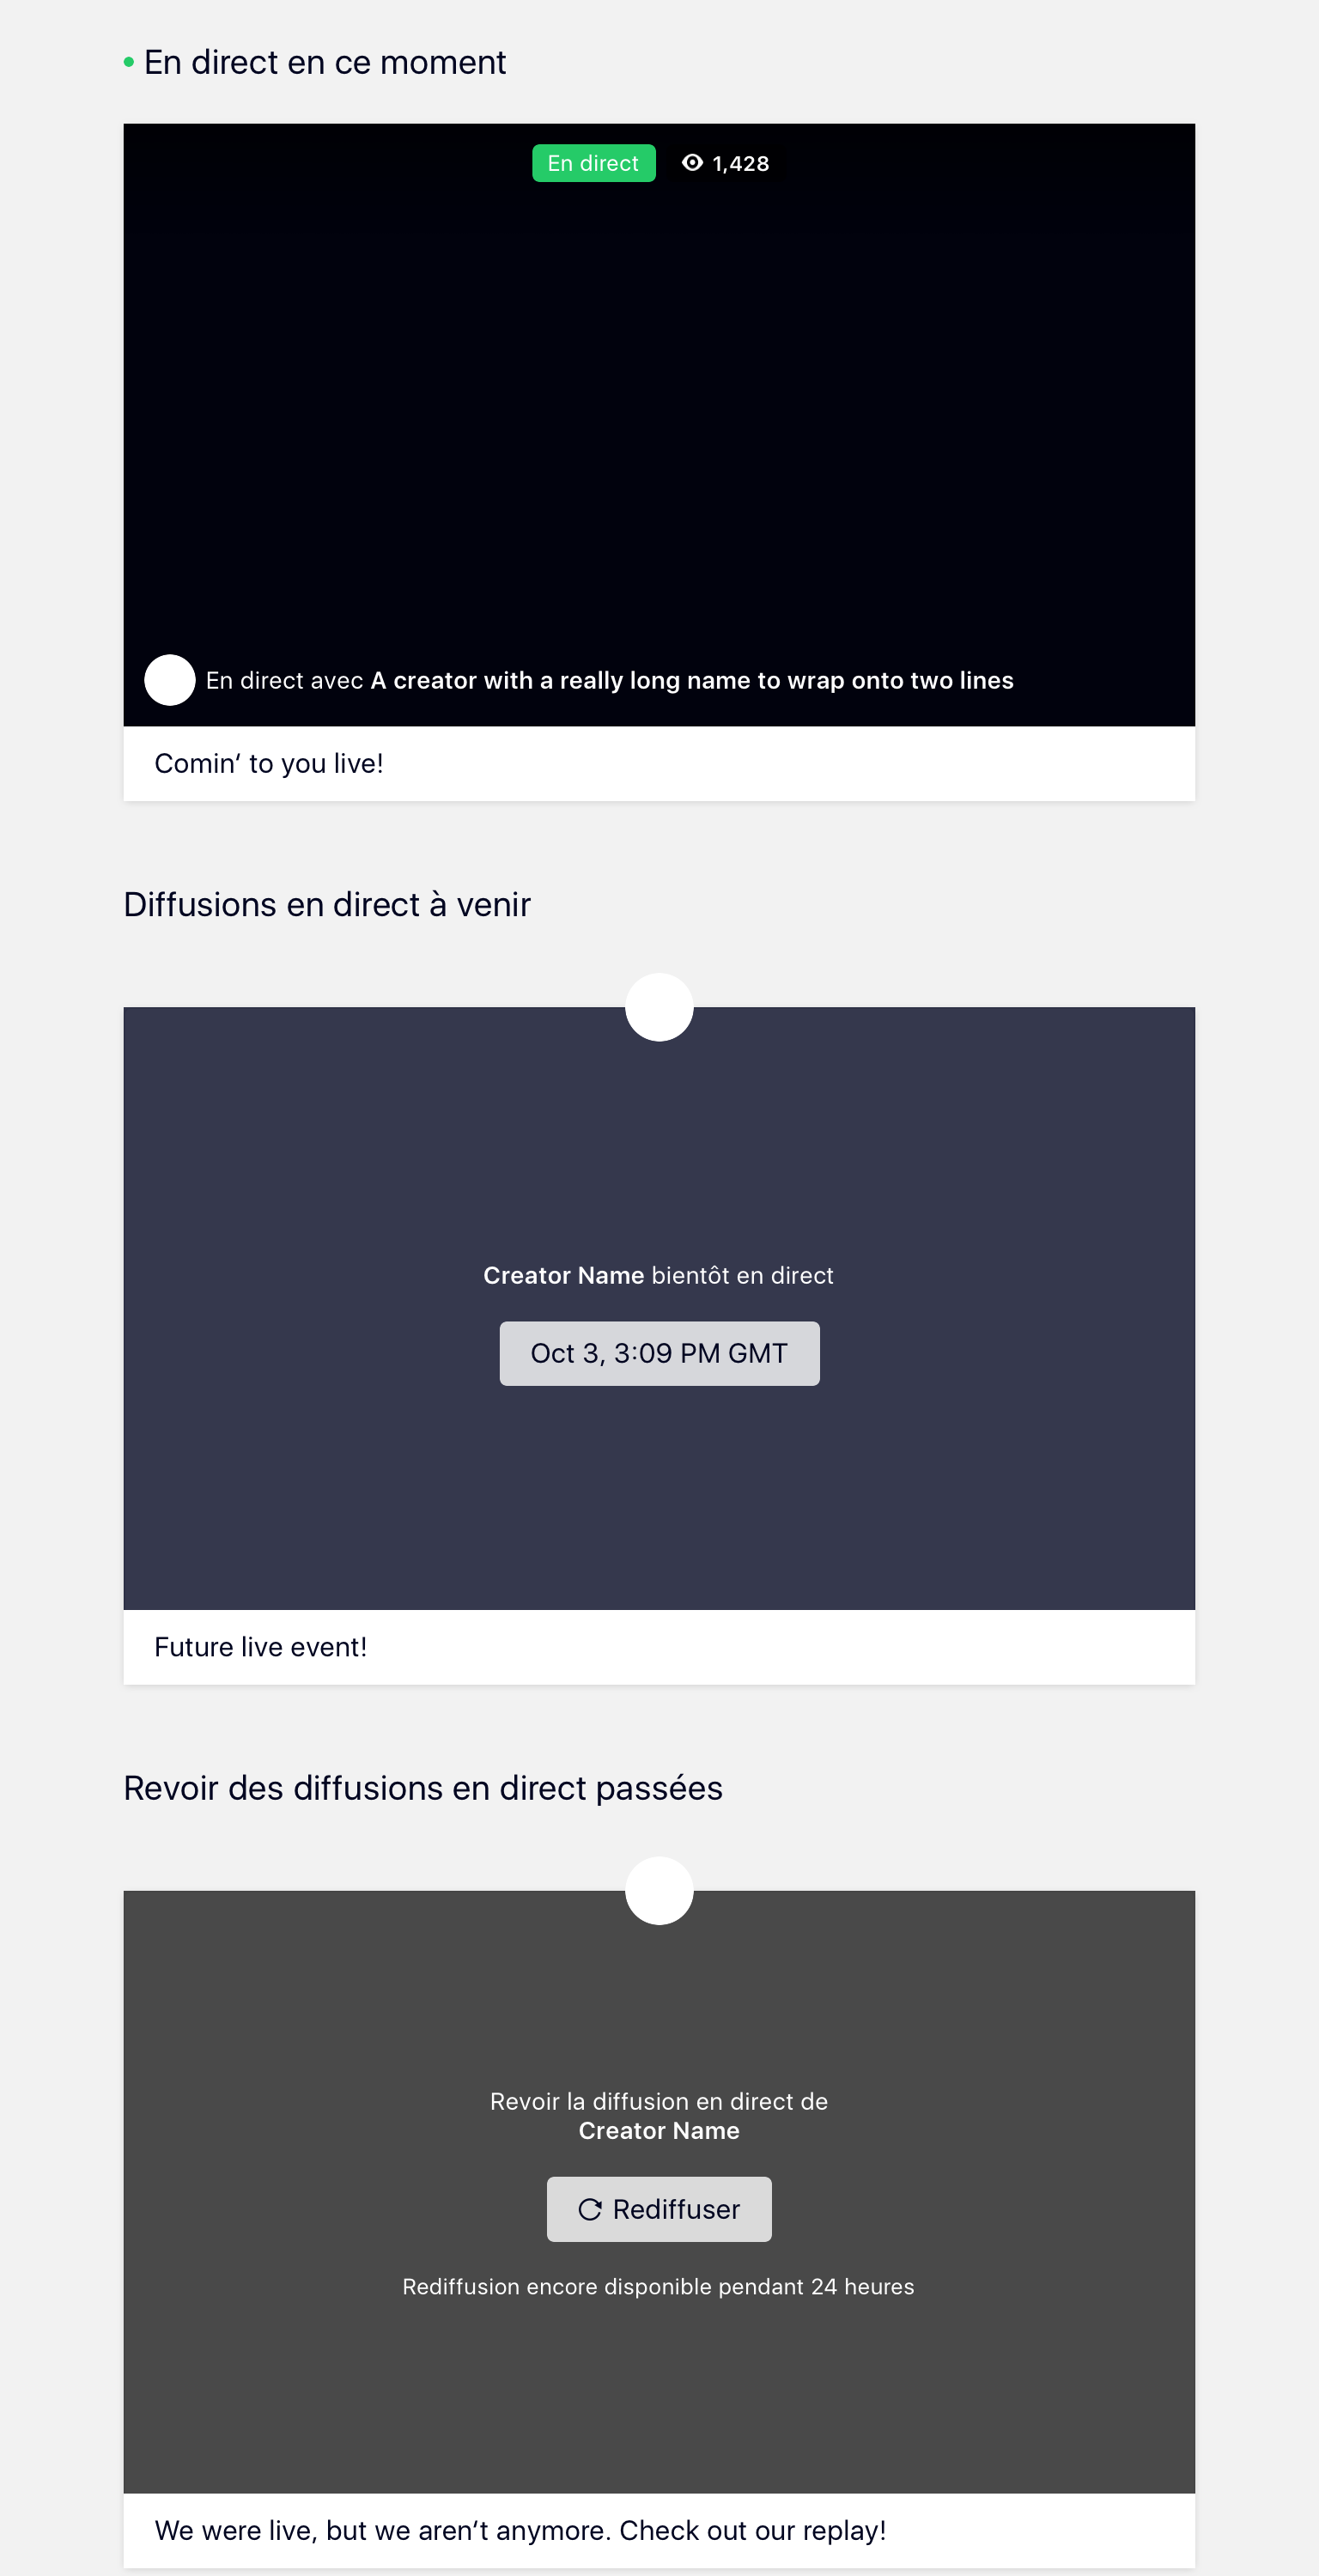 En direct en ce moment
En direct 1,428
En direct avec A creator with a really long name to wrap onto two lines
Comin‘ to you live!
Diffusions en direct à venir
Creator Name bientôt en direct
Oct 3, 3:09 PM GMT
Future live event!
Revoir des diffusions en direct passées
Revoir la diffusion en direct de
Creator Name
Rediffuser
Rediffusion encore disponible pendant 24 heures
We were live, but we aren‘t anymore. Check out our replay!